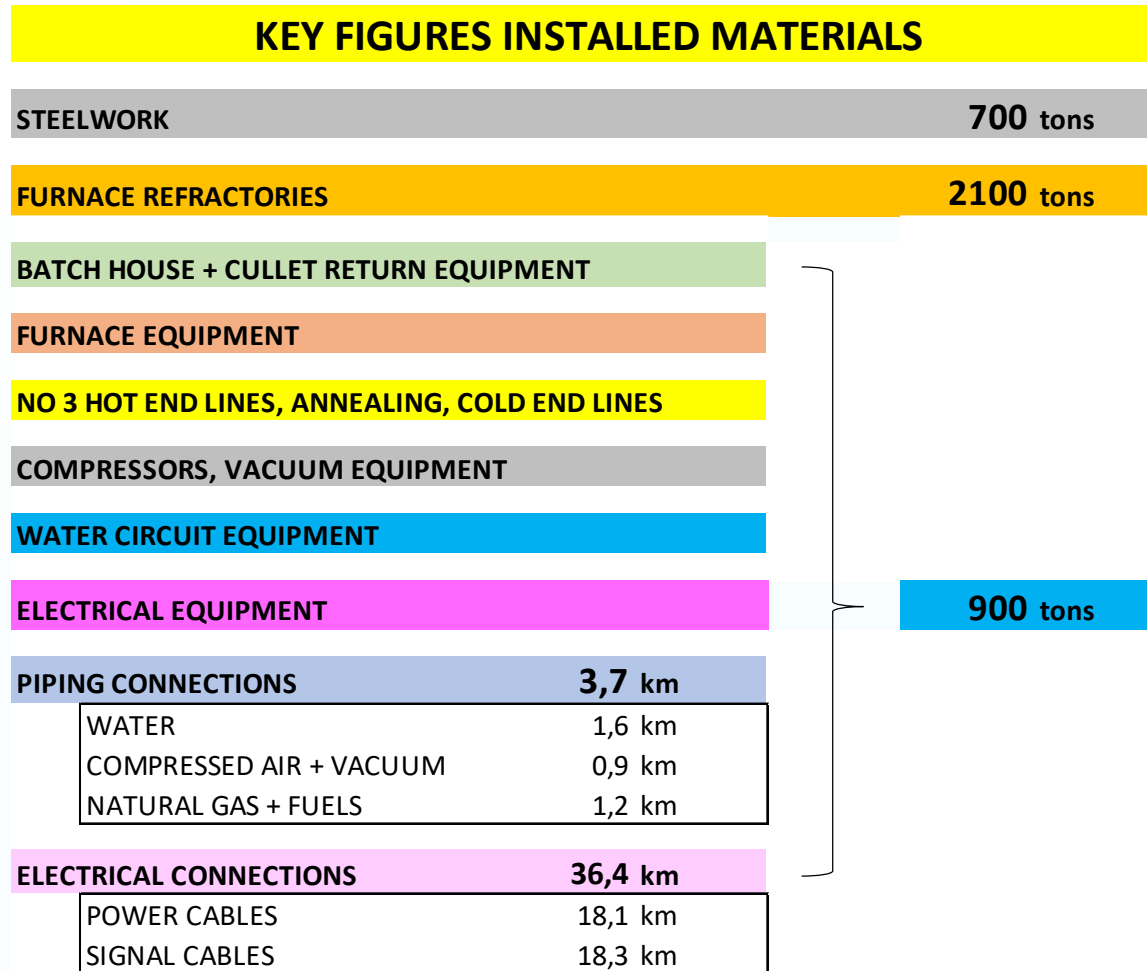 KEY FIGURES INSTALLED MATERIALS
STEELWORK 700 tons
FURNACE REFRACTORIES 2100 tons
BATCH HOUSE + CULLET RETURN EQUIPMENT
FURNACE EQUIPMENT
NO 3 HOT END LINES, ANNEALING, COLD END LINES
COMPRESSORS, VACUUM EQUIPMENT
WATER CIRCUIT EQUIPMENT
ELECTRICAL EQUIPMENT 900 tons
PIPING CONNECTIONS 3,7 km
WATER 1,6 km
COMPRESSED AIR + VACUUM 0,9 km
NATURAL GAS + FUELS 1,2 km
ELECTRICAL CONNECTIONS 36,4 km
POWER CABLES 18,1 km
SIGNAL CABLES 18,3 km